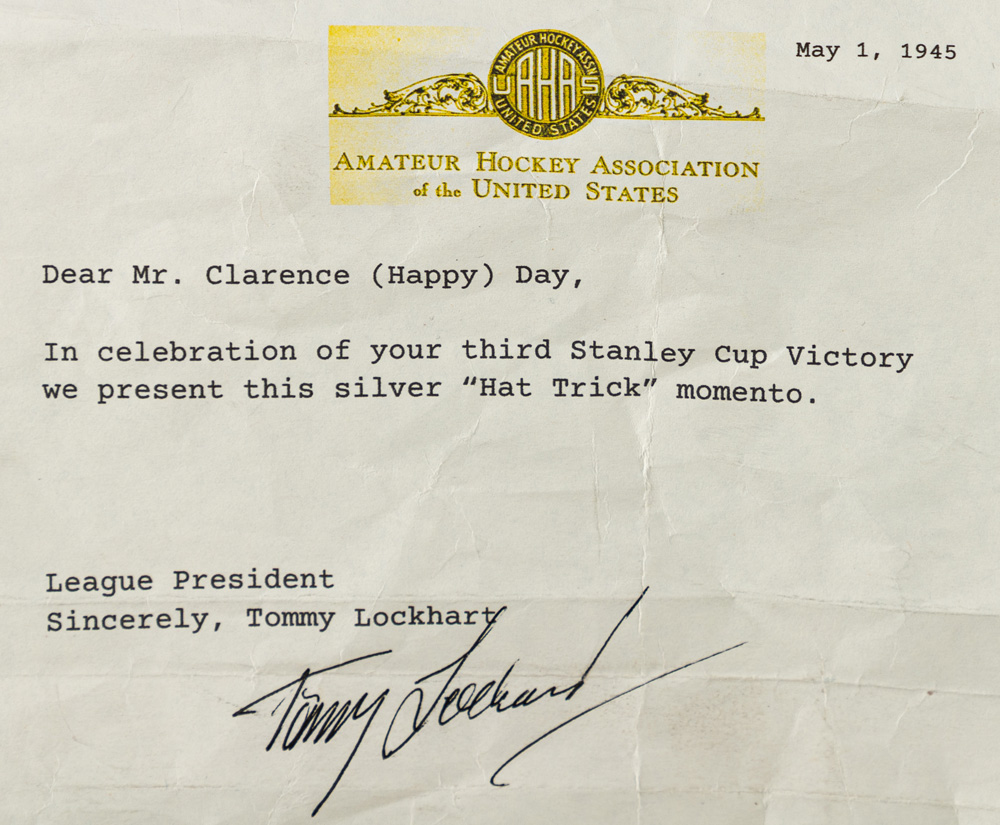 May 1, 1945
AMATEUR HOCKEY ASSN
UAHAS
UNITED STATES
AMATEUR HOCKEY ASSOCIATION
of the UNITED STATES
Dear Mr. Clarence (Happy) Day,
In celebration of your third Stanley Cup Victory
we present this silver “Hat Trick” momento.
League President
Sincerely, Tommy Lockhart
Tommy Lockhart